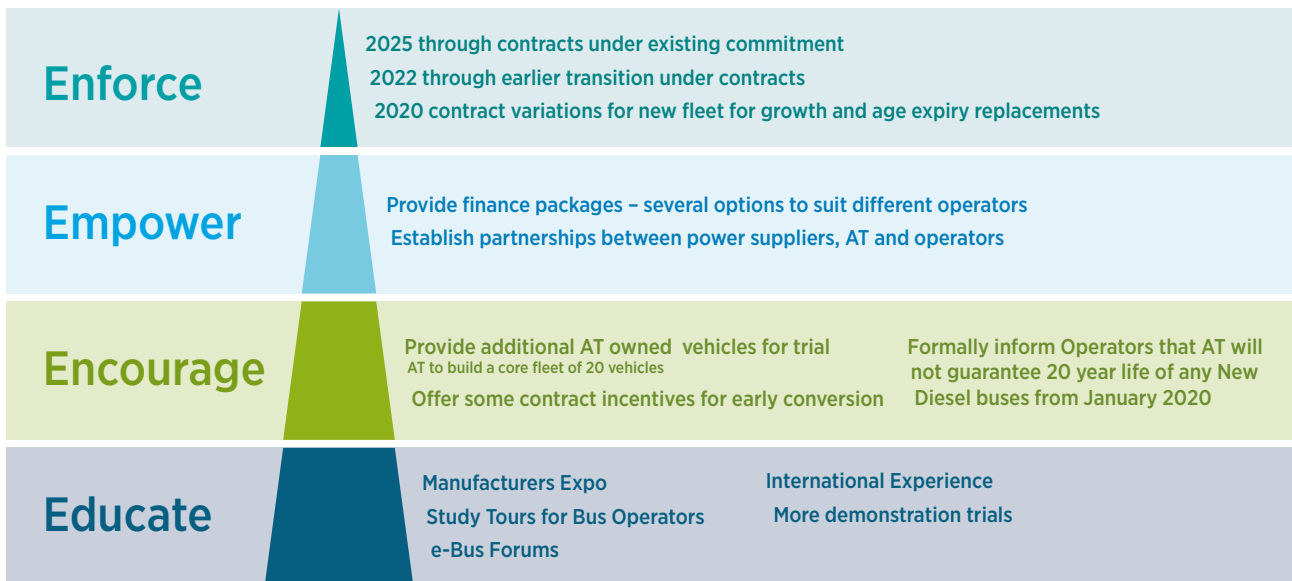 Enforce
2025 through contracts under existing commitment
2022 through earlier transition under contracts
2020 contract variations for new fleet for growth and age expiry replacements
Empower
Provide finance packages – several options to suit different operators
Establish partnerships between power suppliers, AT and operators
Encourage
Provide additional AT owned vehicles for trial
AT to build a core fleet of 20 vehicles
Offer some contract incentives for early conversion
Formally inform Operators that AT will
not guarantee 20 year life of any New
Diesel buses from January 2020
Educate
Manufacturers Expo
Study Tours for Bus Operators
e-Bus Forums
International Experience
More demonstration trials